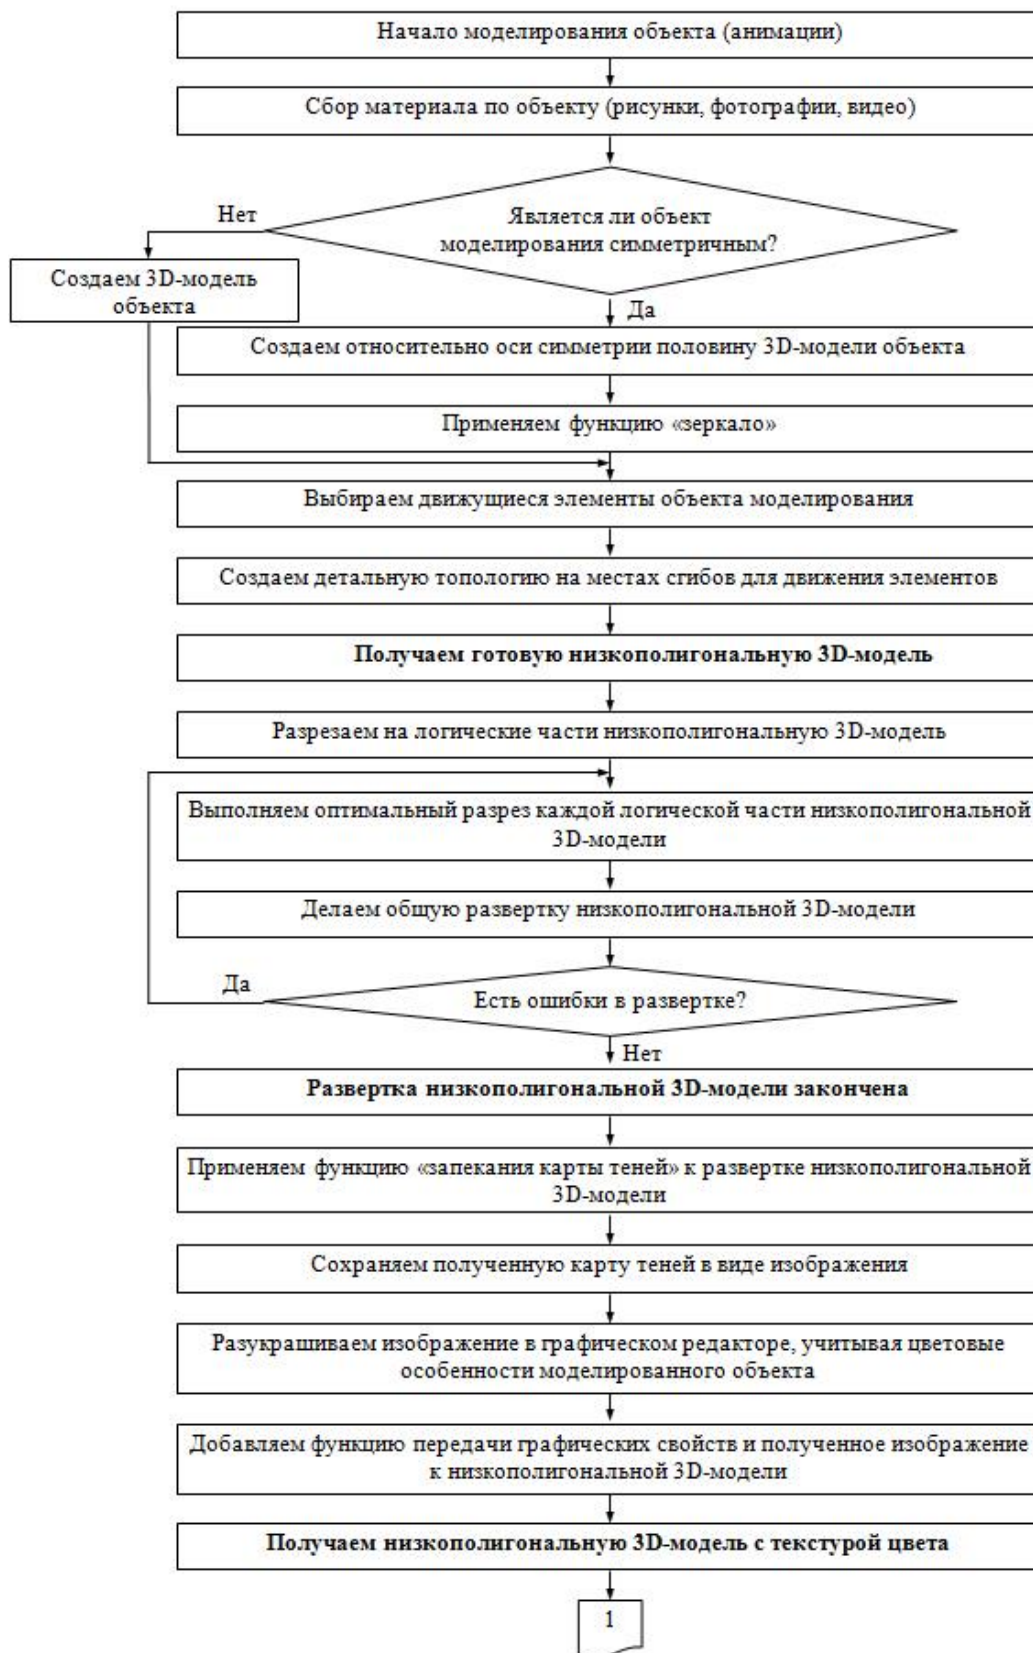 Начало моделирования объекта (анимации)
Сбор материала по объекту (рисунки, фотографии, видео)
Нет
Является ли объект
моделирования симметричным?
Создаем 3D-модель
объекта
Да
Создаем относительно оси симметрии половину 3D-модели объекта
Применяем функцию «зеркало»
Выбираем движущиеся элементы объекта моделирования
Создаем детальную топологию на местах сгибов для движения элементов
Получаем готовую низкополигональную 3D-модель
Разрезаем на логические части низкополигональную 3D-модель
Выполняем оптимальный разрез каждой логической части низкополигональной
3D-модели
Делаем общую развертку низкополигональной 3D-модели
Да
Есть ошибки в развертке?
Нет
Развертка низкополигональной 3D-модели закончена
Применяем функцию «запекания карты теней» к развертке низкополигональной
3D-модели
Сохраняем полученную карту теней в виде изображения
Разукрашиваем изображение в графическом редакторе, учитывая цветовые
особенности моделированного объекта
Добавляем функцию передачи графических свойств и полученное изображение
к низкополигональной 3D-модели
Получаем низкополигональную 3D-модель с текстурой цвета
1